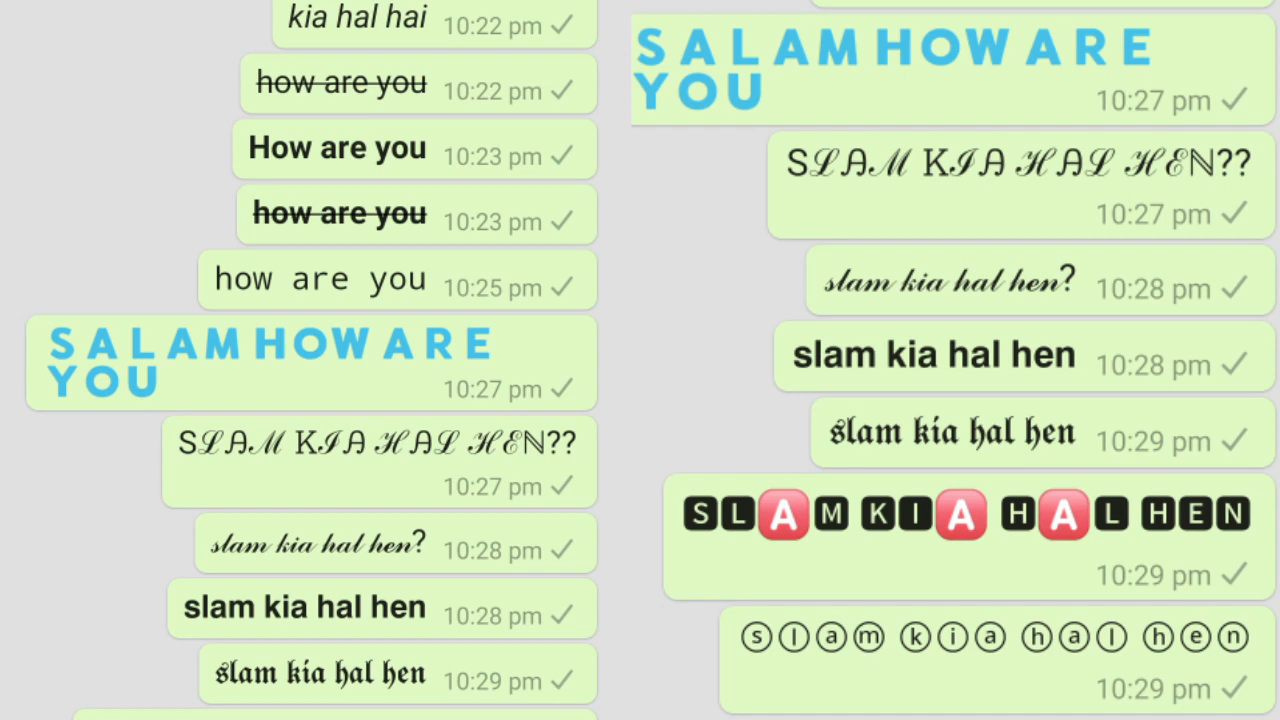 kia hal hai 10:22 pm
how are you 10:22 pm
How are you 10:23 pm
how are you 10:23 pm
how are you 10:25 pm
SALAM HOW ARE
YOU 10:27 pm
SLAM KIA HAL HEN??
10:27 pm
slam kia hal hen? 10:28 pm
slam kia hal hen 10:28 pm
slam kia hal hen 10:29 pm
SALAM HOW ARE
YOU 10:27 pm
SLAM KIA HAL HEN??
10:27 pm
slam kia hal hen? 10:28 pm
slam kia hal hen 10:28 pm
slam kia hal hen 10:29 pm
SLAM KIA HAL HEN
10:29 pm
slam kia hal hen
10:29 pm